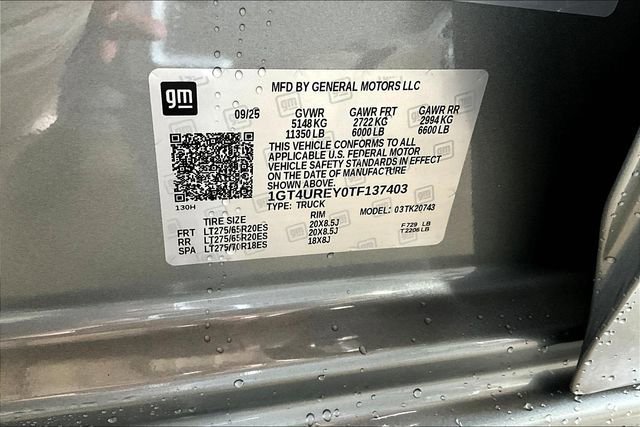 gm
MFD BY GENERAL MOTORS LLC
09/25 GVWR GAWR FRT GAWR RR
5148 KG 2722 KG 2994 KG
11350 LB 6000 LB 6600 LB
THIS VEHICLE CONFORMS TO ALL
APPLICABLE U.S. FEDERAL MOTOR
VEHICLE SAFETY STANDARDS IN EFFECT
ON THE DATE OF MANUFACTURE
SHOWN ABOVE.
1GT4UREY0TF137403
130H
TYPE: TRUCK MODEL: 03TK20743
TIRE SIZE RIM
FRT LT275/65R20ES 20X8.5J F 729 LB
RR LT275/65R20ES 20X8.5J T 2206 LB
SPA LT275/70R18ES 18X8J